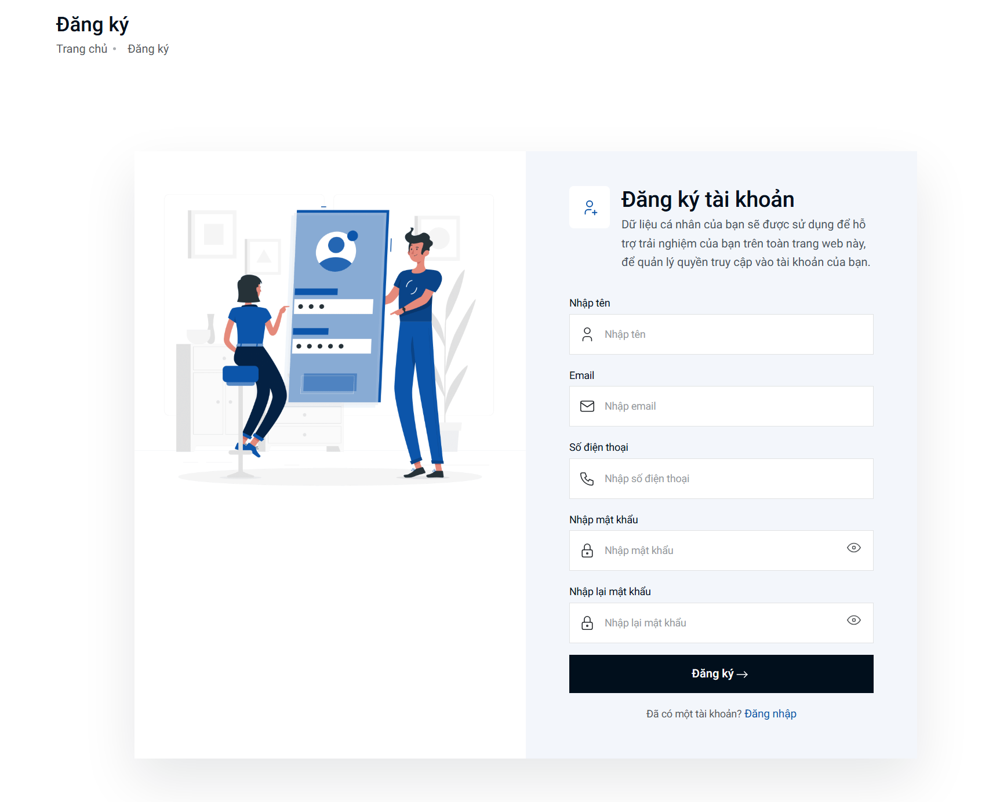 Đăng ký
Trang chủ • Đăng ký
Đăng ký tài khoản
Dữ liệu cá nhân của bạn sẽ được sử dụng để hỗ
trợ trải nghiệm của bạn trên toàn trang web này,
để quản lý quyền truy cập vào tài khoản của bạn.
Nhập tên
Nhập tên
Email
Nhập email
Số điện thoại
Nhập số điện thoại
Nhập mật khẩu
Nhập mật khẩu
Nhập lại mật khẩu
Nhập lại mật khẩu
Đăng ký →
Đã có một tài khoản? Đăng nhập